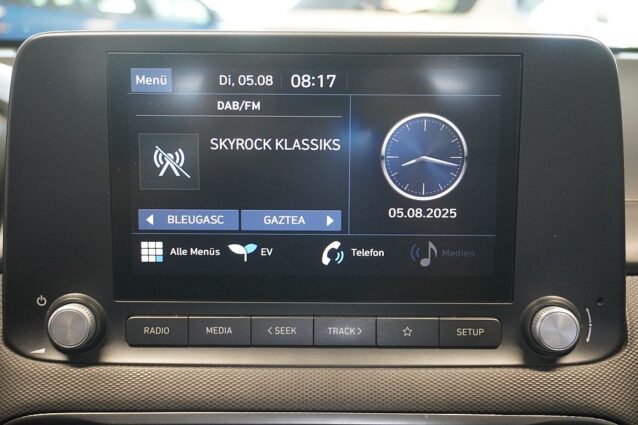 Menü Di, 05.08 08:17
DAB/FM
SKYROCK KLASSIKS
BLEUGASC GAZTEA
05.08.2025
Alle Menüs EV Telefon Medien
RADIO MEDIA < SEEK TRACK > SETUP